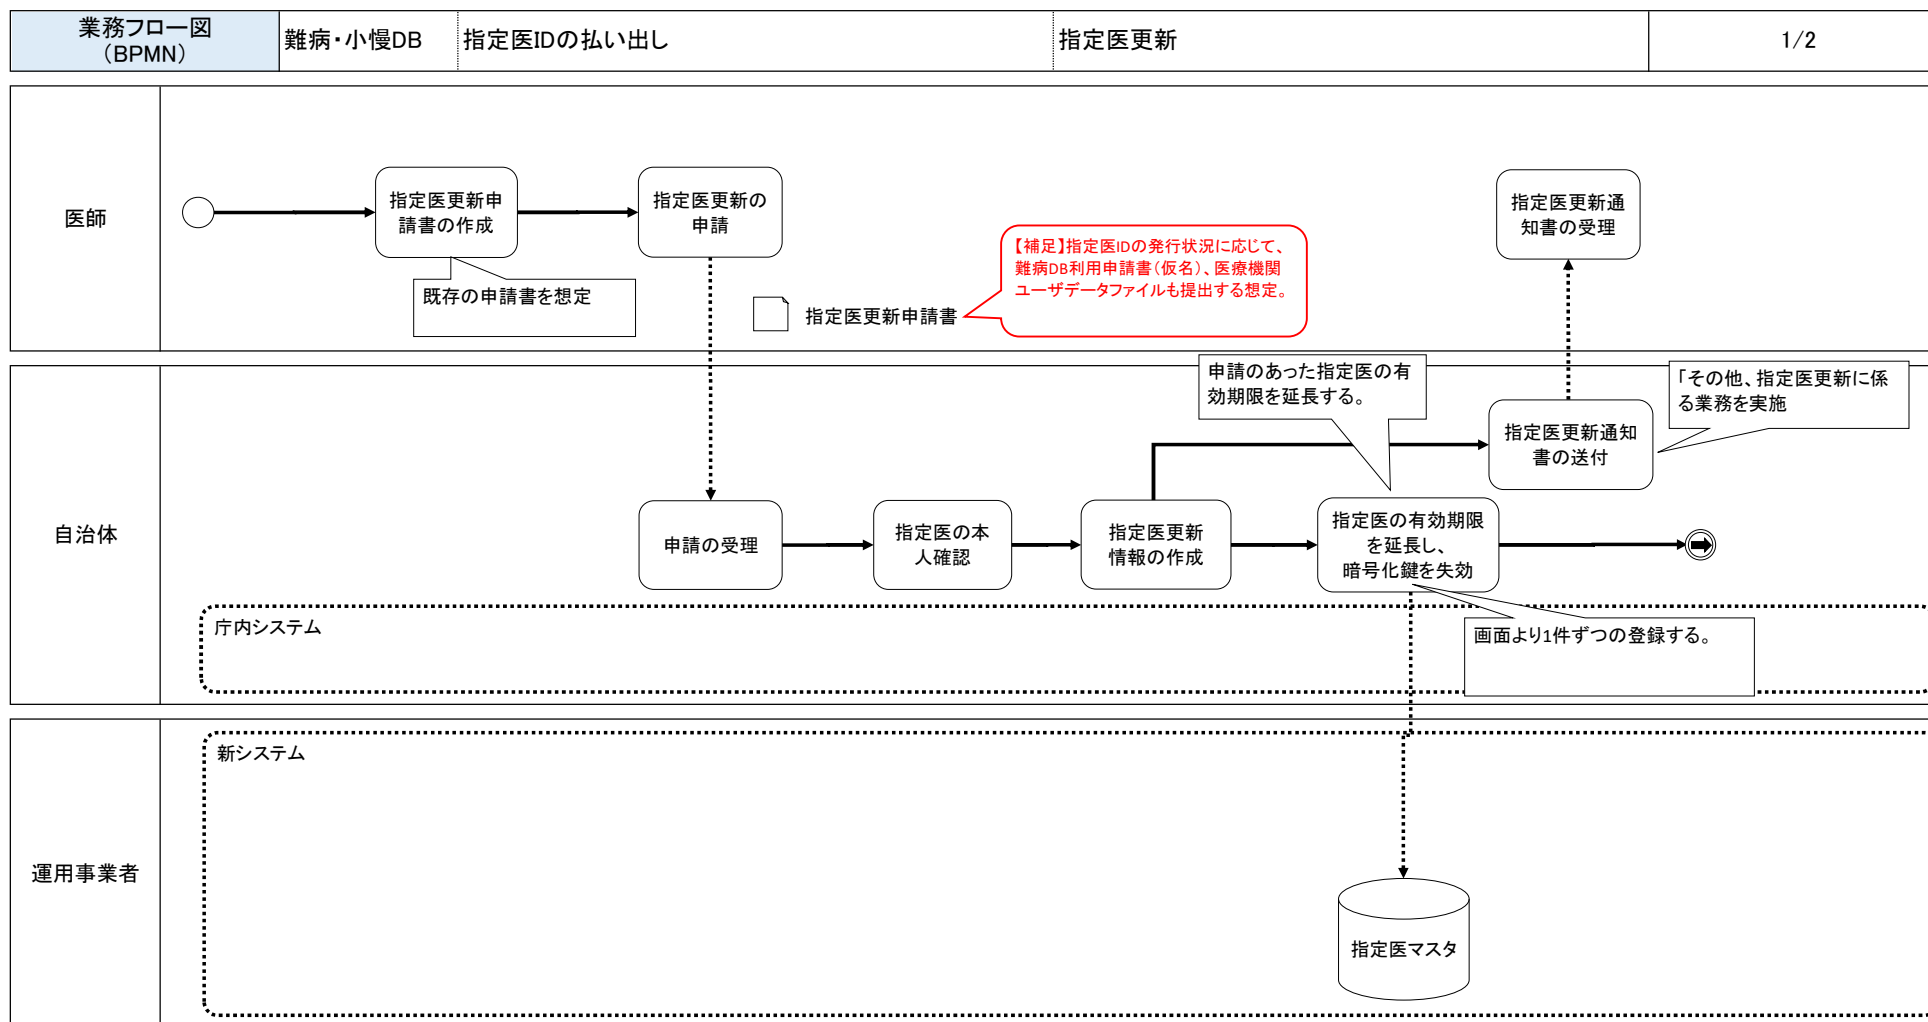 業務フロー図
（BPMN）
難病・小慢DB
指定医IDの払い出し
指定医更新
1/2
医師
指定医更新申
請書の作成
指定医更新の
申請
指定医更新通
知書の受理
既存の申請書を想定
指定医更新申請書
【補足】指定医IDの発行状況に応じて、
難病DB利用申請書（仮名）、医療機関
ユーザデータファイルも提出する想定。
自治体
申請のあった指定医の有
効期限を延長する。
「その他、指定医更新に係
る業務を実施
指定医更新通知
書の送付
申請の受理
指定医の本
人確認
指定医更新
情報の作成
指定医の有効期限
を延長し、
暗号化鍵を失効
庁内システム
画面より1件ずつの登録する。
運用事業者
新システム
指定医マスタ